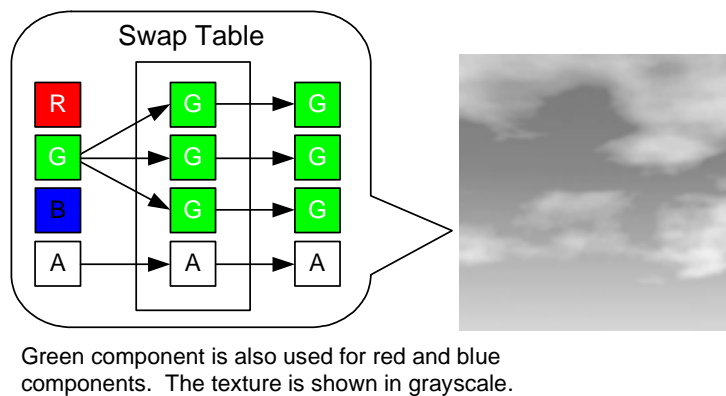 Swap Table
R G G
G G G
B G G
A A A
Green component is also used for red and blue
components. The texture is shown in grayscale.